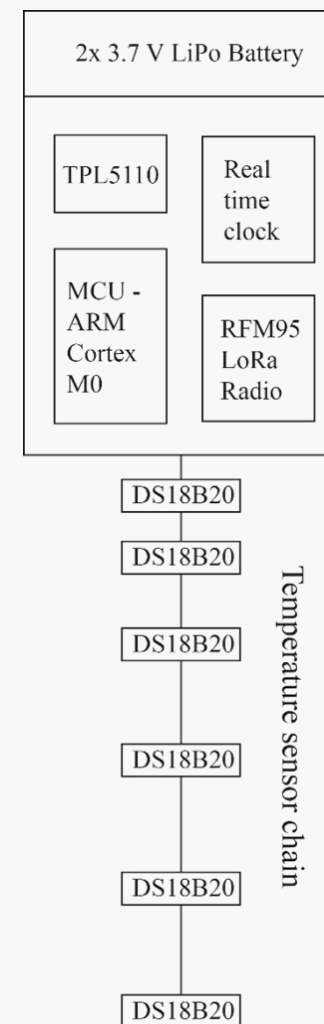 2x 3.7 V LiPo Battery
TPL5110
Real
time
clock
MCU -
ARM
Cortex
M0
RFM95
LoRa
Radio
DS18B20
DS18B20
DS18B20
DS18B20
DS18B20
DS18B20
Temperature sensor chain